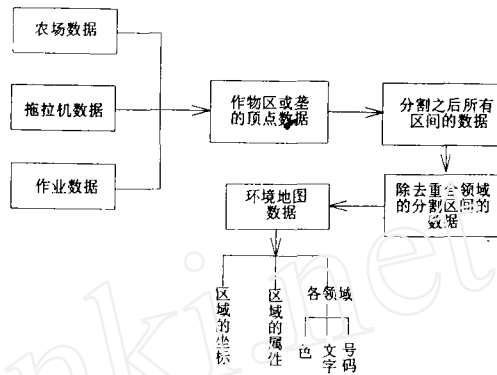 农场数据
拖拉机数据
作业数据
作物区或垄
的顶点数据
分割之后所有
区间的数据
除去重合领域
的分割区间的
数据
环境地图
数据
区域的坐标
区域的属性
各领域
色
文字
号码
nki.net